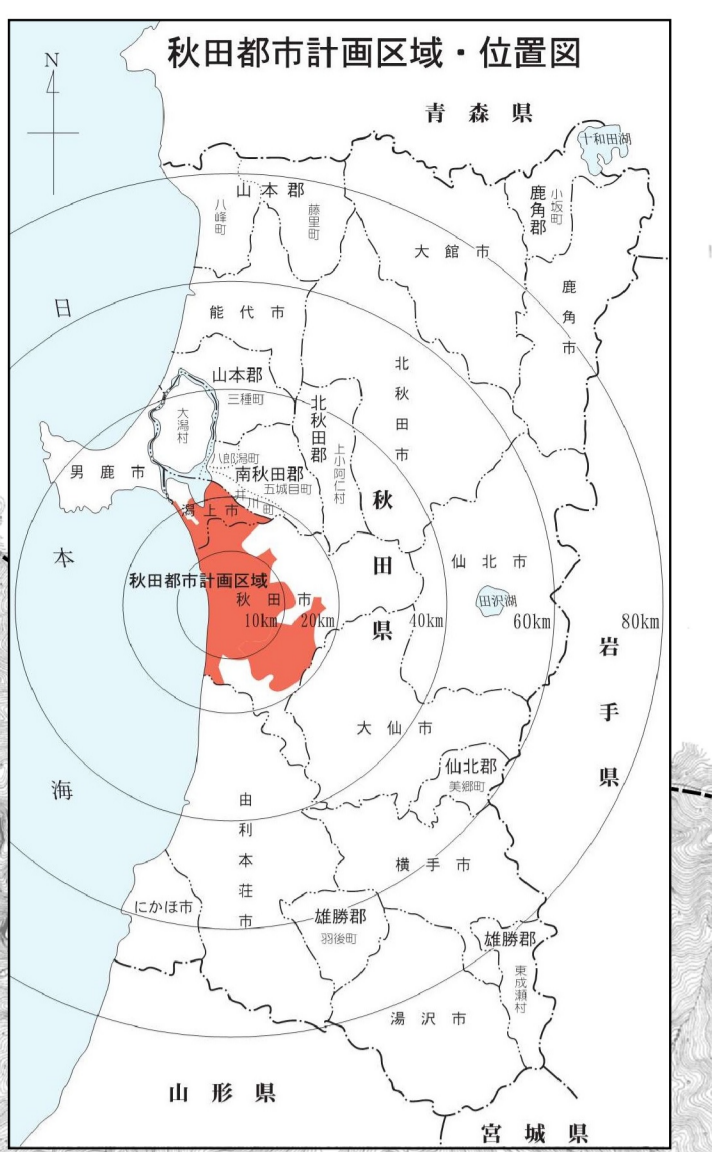 秋田都市計画区域・位置図
N
青森県
十和田湖
山本郡
八峰町
藤里町
鹿角郡
小坂町
大館市
鹿角市
能代市
日本海
北秋田市
山本郡
三種町
大潟村
北秋田郡
上小阿仁村
八郎潟町
南秋田郡
五城目町
井川町
男鹿市
潟上市
秋田県
仙北市
田沢湖
秋田都市計画区域
秋田市
10km
20km
40km
60km
80km
岩手県
大仙市
仙北郡
美郷町
由利本荘市
横手市
にかほ市
雄勝郡
羽後町
雄勝郡
東成瀬村
湯沢市
山形県
宮城県